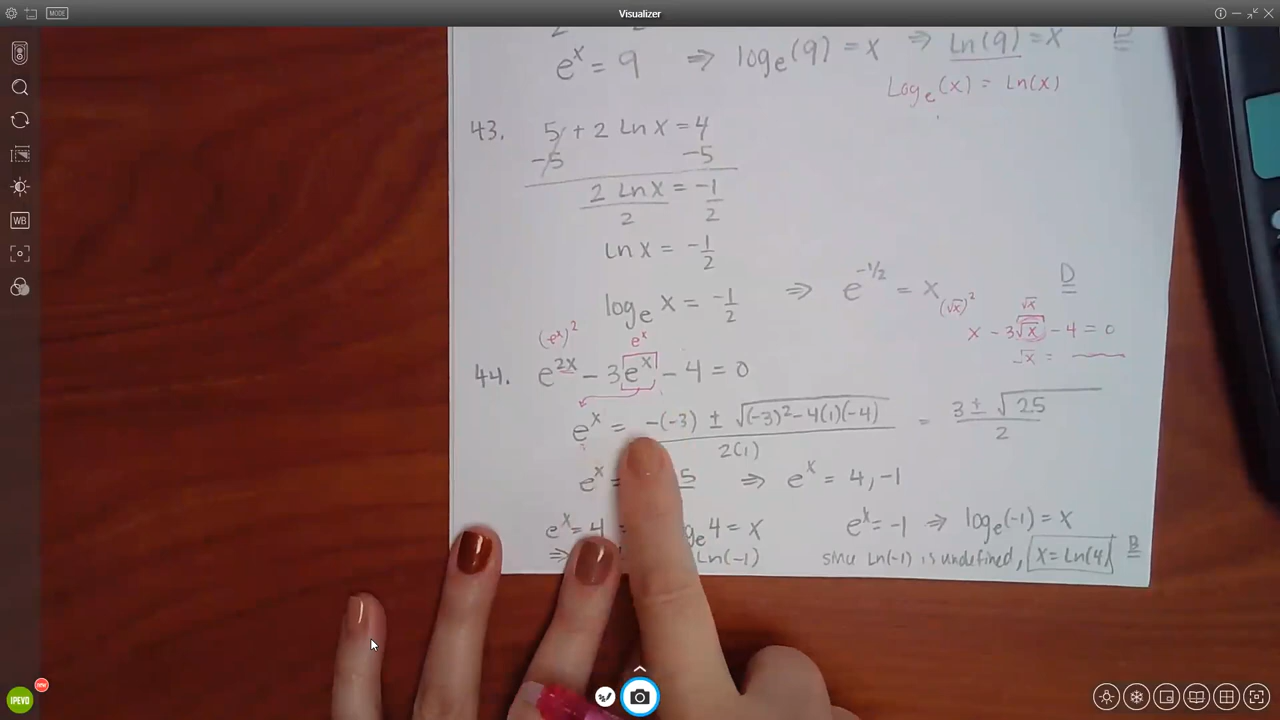 Visualizer
MODE
e^x = 9 ⇒ log_e(9) = x ⇒ Ln(9) = x
Log_e(x) = Ln(x)
43. 5 + 2 Ln x = 4
-5 -5
2 Ln x = -1
2 2
Ln x = -1/2
log_e x = -1/2 ⇒ e^(-1/2) = x D
(√x)² √x
x - 3√x - 4 = 0
√x =
(e^x)² e^x
44. e^(2x) - 3e^x - 4 = 0
e^x = -(-3) ± √((-3)² - 4(1)(-4)) = 3 ± √25
2(1) 2
e^x = 5 ⇒ e^x = 4, -1
e^x = 4 4 = x e^x = -1 ⇒ log_e(-1) = x
⇒ Ln(-1) since Ln(-1) is undefined, x = Ln(4) B
IPEVO